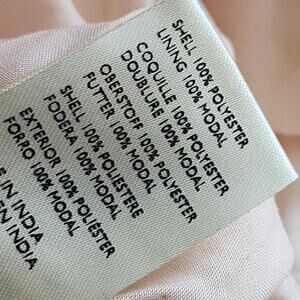 SHELL 100% POLYESTER
LINING 100% MODAL
COQUILLE 100% POLYESTER
DOUBLURE 100% MODAL
OBERSTOFF 100% POLYESTER
FUTTER 100% MODAL
SHELL 100% POLIESTERE
FODERA 100% MODAL
EXTERIOR 100% POLIESTER
FORRO 100% MODAL
IN INDIA
EN INDIA